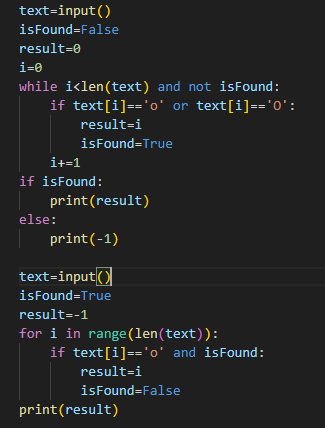 text=input()
isFound=False
result=0
i=0
while i<len(text) and not isFound:
    if text[i]=='o' or text[i]=='O':
        result=i
        isFound=True
    i+=1
if isFound:
    print(result)
else:
    print(-1)

text=input()
isFound=True
result=-1
for i in range(len(text)):
    if text[i]=='o' and isFound:
        result=i
        isFound=False
print(result)